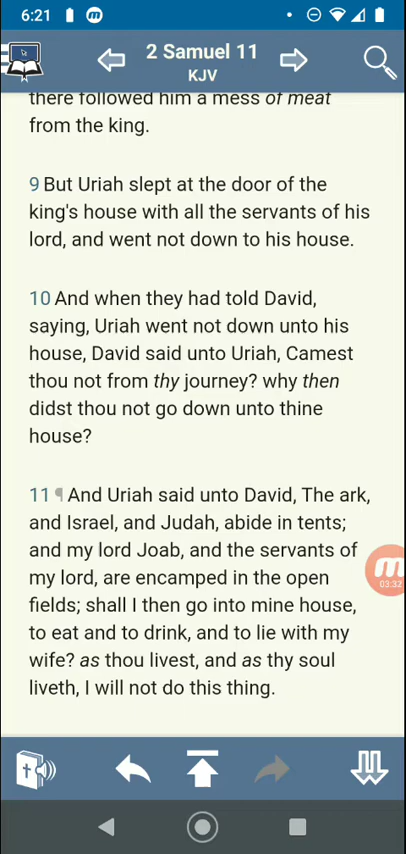 6:21
2 Samuel 11
KJV
there followed him a mess of meat
from the king.
9 But Uriah slept at the door of the
king's house with all the servants of his
lord, and went not down to his house.
10 And when they had told David,
saying, Uriah went not down unto his
house, David said unto Uriah, Camest
thou not from thy journey? why then
didst thou not go down unto thine
house?
11 ¶ And Uriah said unto David, The ark,
and Israel, and Judah, abide in tents;
and my lord Joab, and the servants of
my lord, are encamped in the open
fields; shall I then go into mine house,
to eat and to drink, and to lie with my
wife? as thou livest, and as thy soul
liveth, I will not do this thing.
03:32